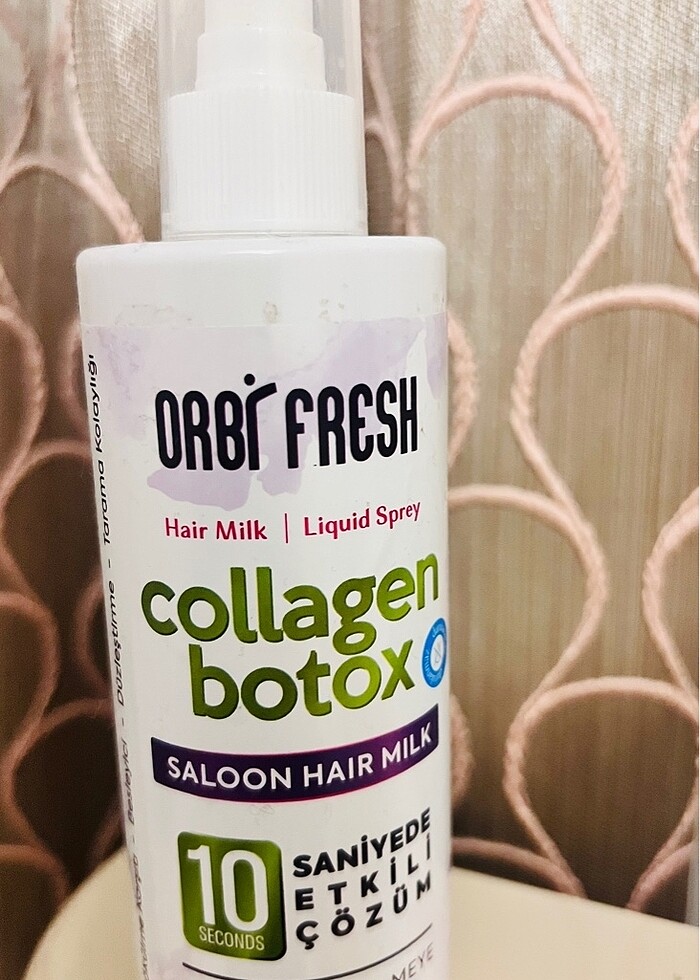 ORBİ FRESH
Hair Milk | Liquid Sprey
collagen
botox
SALOON HAIR MILK
10
SECONDS
SANİYEDE
ETKİLİ
ÇÖZÜM
Besleyici - Düzleştirme - Tarama Kolaylığı